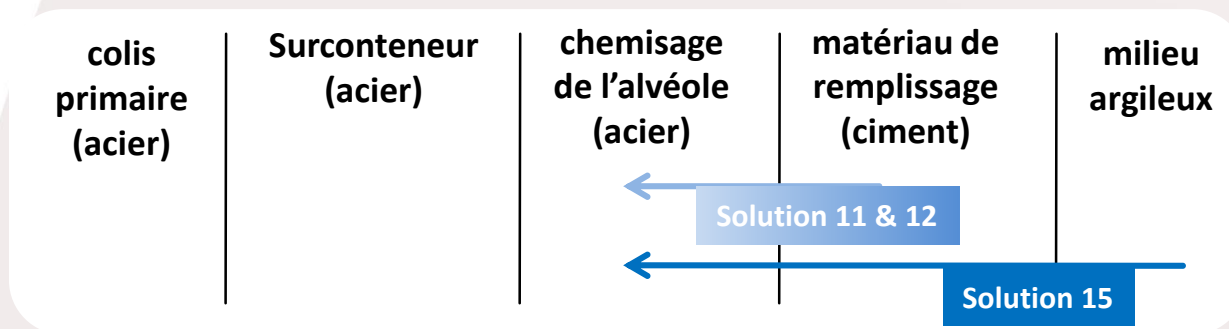 colis
primaire
(acier)
Surconteneur
(acier)
chemisage
de l’alvéole
(acier)
matériau de
remplissage
(ciment)
milieu
argileux
Solution 11 & 12
Solution 15